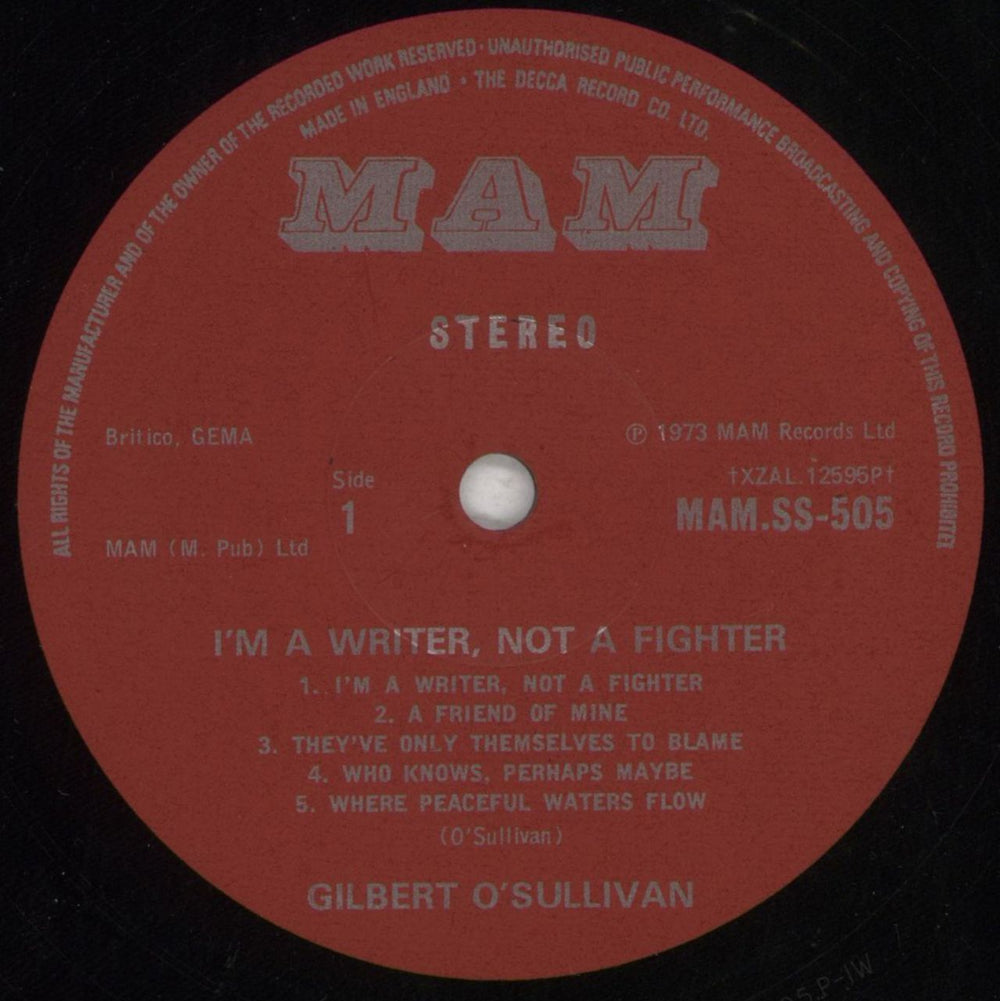 ALL RIGHTS OF THE MANUFACTURER AND OF THE OWNER OF THE RECORDED WORK RESERVED · UNAUTHORISED PUBLIC PERFORMANCE BROADCASTING AND COPYING OF THIS RECORD PROHIBITED
MADE IN ENGLAND • THE DECCA RECORD CO. LTD.
MAM
STEREO
Britico, GEMA
℗ 1973 MAM Records Ltd
Side
†XZAL.12595P†
1
MAM.SS-505
MAM (M. Pub) Ltd
I'M A WRITER, NOT A FIGHTER
1. I'M A WRITER, NOT A FIGHTER
2. A FRIEND OF MINE
3. THEY'VE ONLY THEMSELVES TO BLAME
4. WHO KNOWS, PERHAPS MAYBE
5. WHERE PEACEFUL WATERS FLOW
(O'Sullivan)
GILBERT O'SULLIVAN
5P-JW